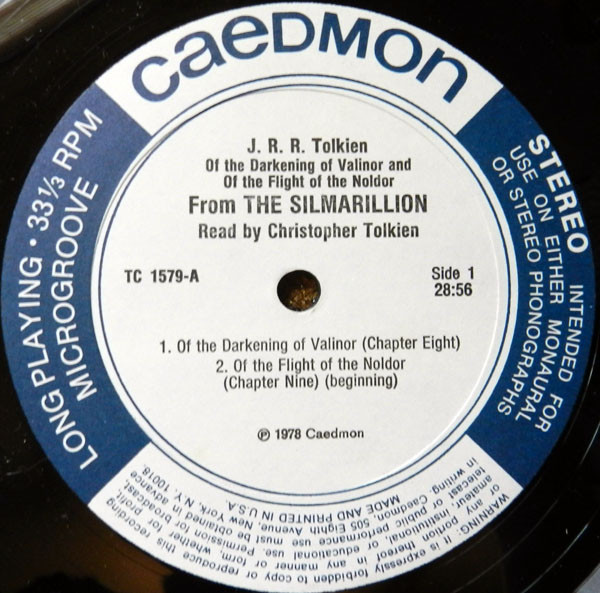 caedmon
J. R. R. Tolkien
Of the Darkening of Valinor and
Of the Flight of the Noldor
From THE SILMARILLION
Read by Christopher Tolkien
TC 1579-A
Side 1
28:56
1. Of the Darkening of Valinor (Chapter Eight)
2. Of the Flight of the Noldor
(Chapter Nine) (beginning)
℗ 1978 Caedmon
LONG PLAYING • 33⅓ RPM
MICROGROOVE
STEREO INTENDED FOR
USE ON EITHER MONAURAL
OR STEREO PHONOGRAPHS
WARNING: It is expressly forbidden to copy or reproduce this recording
or any portion thereof, in any manner or form, whether for profit,
amateur, institutional or educational use. Permission for
telecast or public performance must be obtained in advance,
in writing, Caedmon, 505 Eighth Avenue, New York, N.Y. 10018.
MADE AND PRINTED IN U.S.A.